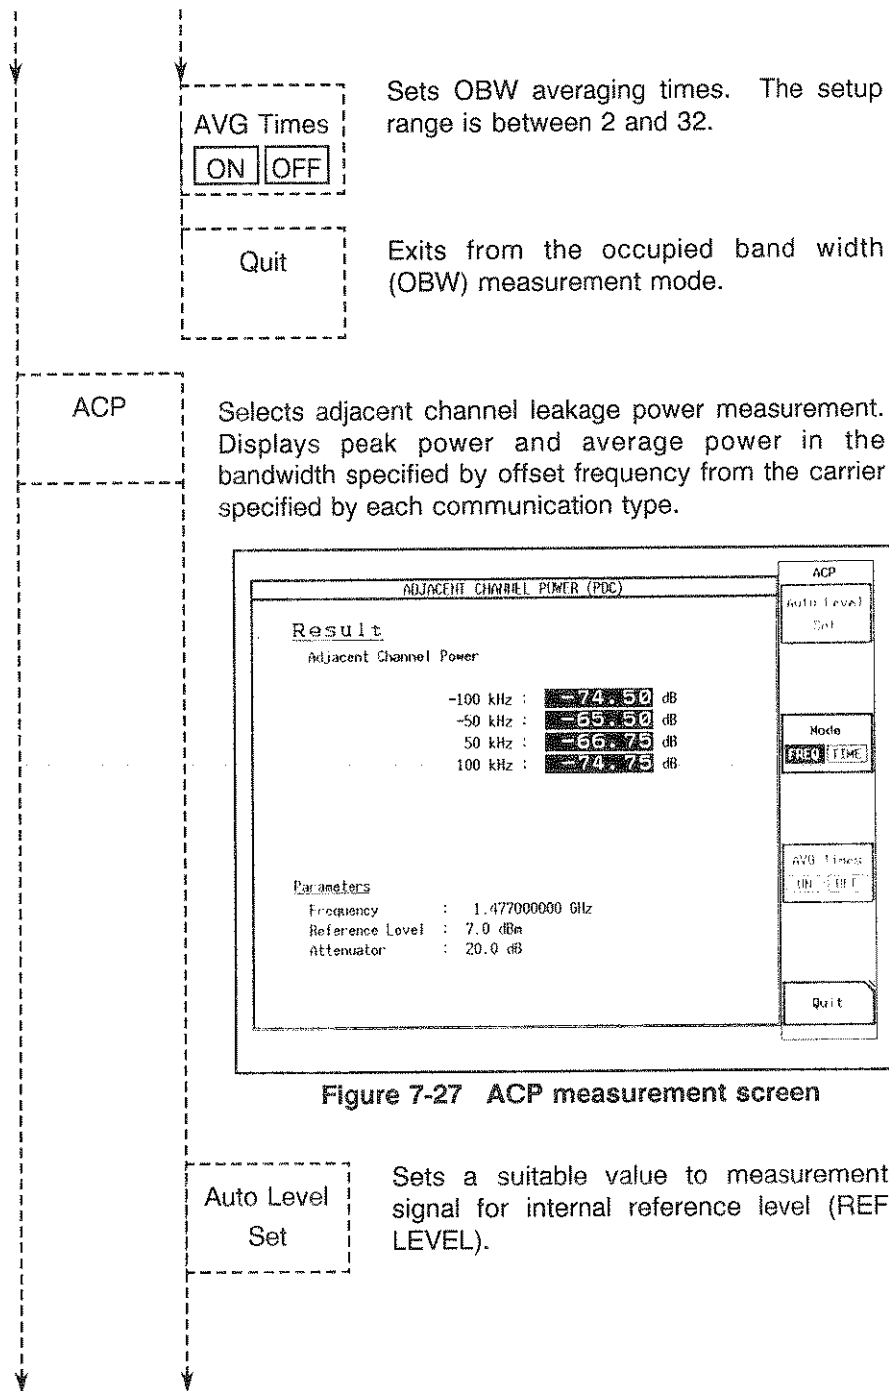 AVG Times
ON OFF
Sets OBW averaging times. The setup
range is between 2 and 32.
Quit
Exits from the occupied band width
(OBW) measurement mode.
ACP
Selects adjacent channel leakage power measurement.
Displays peak power and average power in the
bandwidth specified by offset frequency from the carrier
specified by each communication type.
ADJACENT CHANNEL POWER (PDC)
Result
Adjacent Channel Power
-100 kHz : -74.50 dB
-50 kHz : -65.50 dB
50 kHz : -66.75 dB
100 kHz : -74.75 dB
Parameters
Frequency : 1.477000000 GHz
Reference Level : 7.0 dBm
Attenuator : 20.0 dB
ACP
Auto Level
Set
Mode
FREQ TIME
AVG Times
ON OFF
Quit
Figure 7-27 ACP measurement screen
Auto Level
Set
Sets a suitable value to measurement
signal for internal reference level (REF
LEVEL).